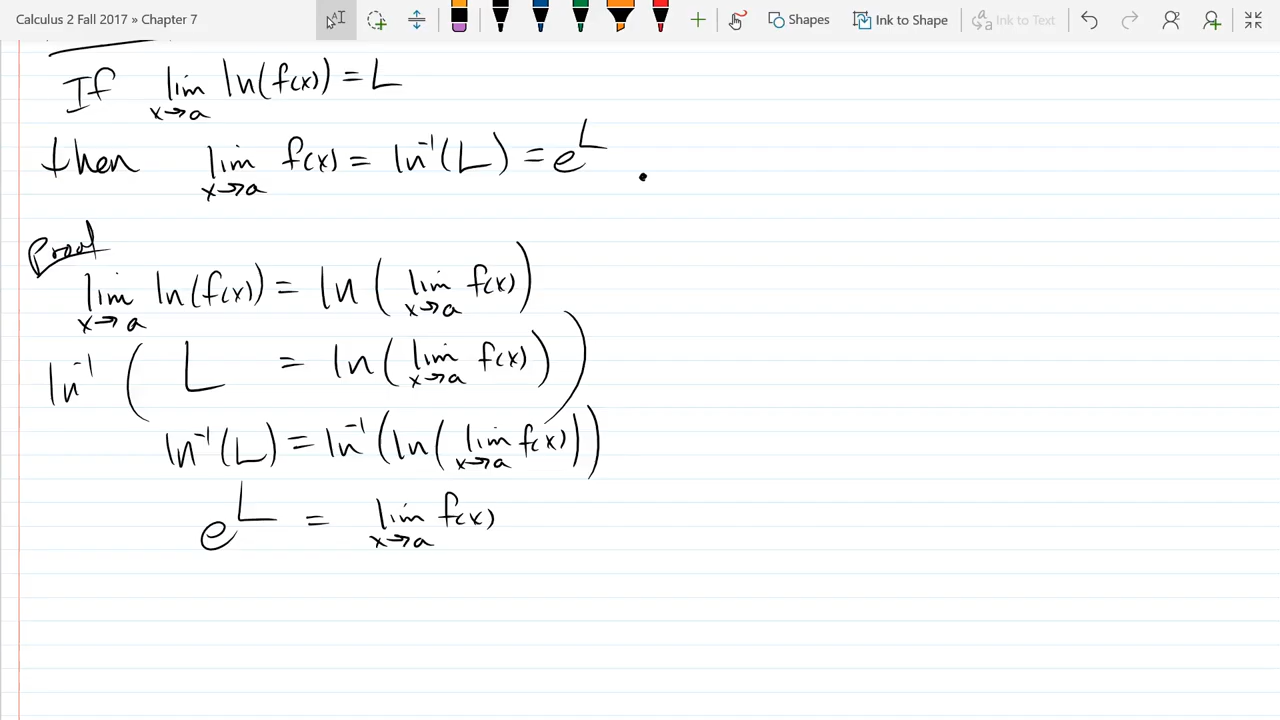 Calculus 2 Fall 2017 » Chapter 7 Shapes Ink to Shape Ink to Text
If lim x→a ln(f(x)) = L
then lim x→a f(x) = ln⁻¹(L) = e^L .
Proof
lim x→a ln(f(x)) = ln( lim x→a f(x) )
ln⁻¹ ( L = ln( lim x→a f(x) ) )
ln⁻¹(L) = ln⁻¹(ln( lim x→a f(x) ))
e^L = lim x→a f(x)